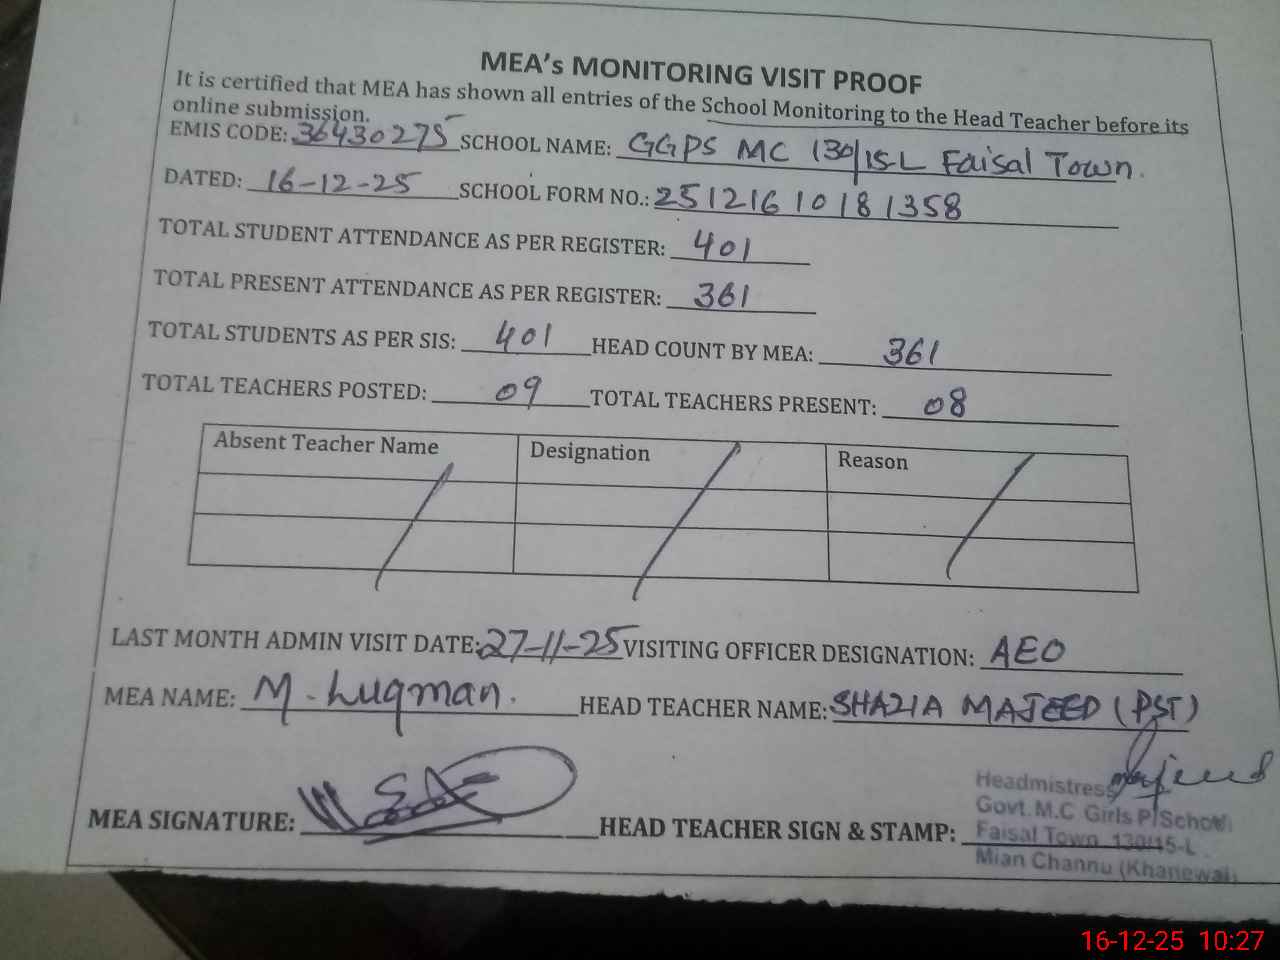 MEA's MONITORING VISIT PROOF
It is certified that MEA has shown all entries of the School Monitoring to the Head Teacher before its
online submission.
EMIS CODE: 36430275 SCHOOL NAME: GGPS MC 130/15-L Faisal Town.
DATED: 16-12-25 SCHOOL FORM NO.: 25121610181358
TOTAL STUDENT ATTENDANCE AS PER REGISTER: 401
TOTAL PRESENT ATTENDANCE AS PER REGISTER: 361
TOTAL STUDENTS AS PER SIS: 401 HEAD COUNT BY MEA: 361
TOTAL TEACHERS POSTED: 09 TOTAL TEACHERS PRESENT: 08
Absent Teacher Name Designation Reason
LAST MONTH ADMIN VISIT DATE: 27-11-25 VISITING OFFICER DESIGNATION: AEO
MEA NAME: M. Luqman. HEAD TEACHER NAME: SHAZIA MAJEED (PST)
MEA SIGNATURE: HEAD TEACHER SIGN & STAMP:
Headmistress
Govt. M.C Girls P/School
Faisal Town 130/15-L
Mian Channu (Khanewal)
16-12-25 10:27